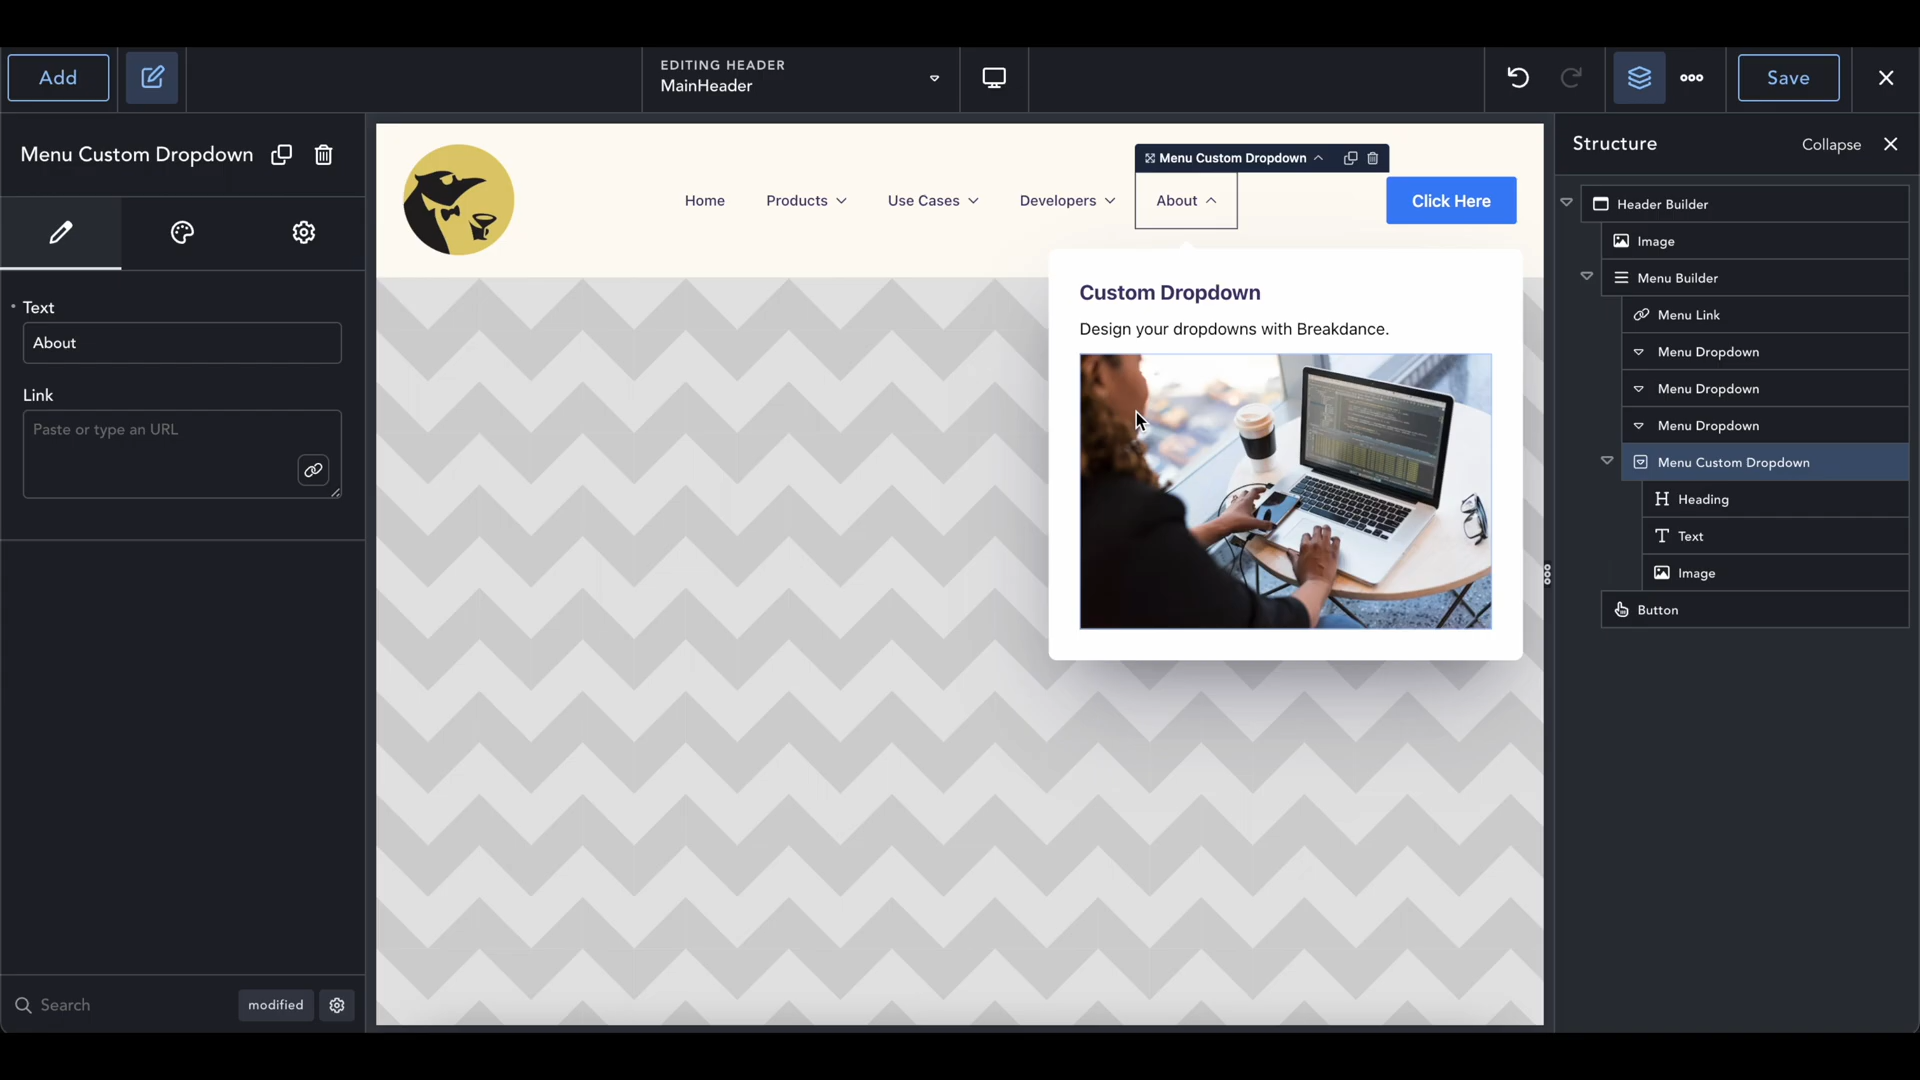 Add
EDITING HEADER
MainHeader
Save
Menu Custom Dropdown
Text
About
Link
Paste or type an URL
Search
modified
Menu Custom Dropdown
Home
Products
Use Cases
Developers
About
Click Here
Custom Dropdown
Design your dropdowns with Breakdance.
Structure
Collapse
Header Builder
Image
Menu Builder
Menu Link
Menu Dropdown
Menu Dropdown
Menu Dropdown
Menu Custom Dropdown
Heading
Text
Image
Button